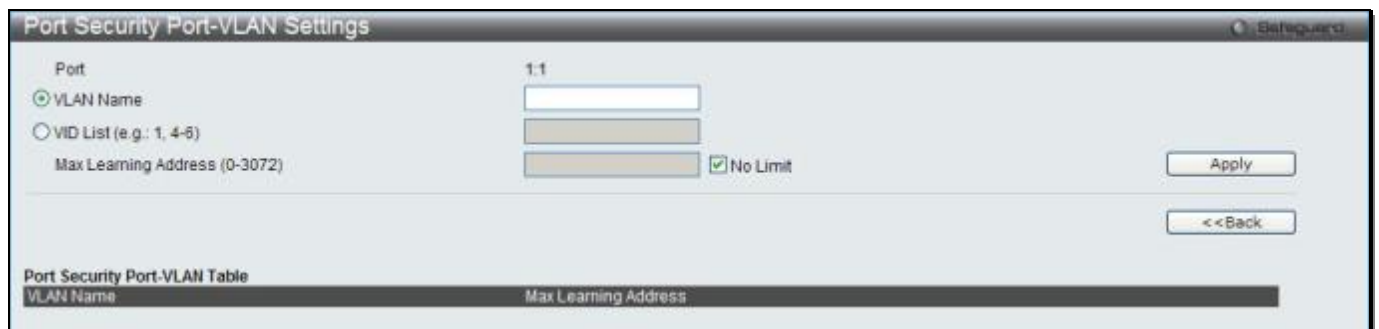 Port Security Port-VLAN Settings
Safeguard
Port 1:1
VLAN Name
VID List (e.g.: 1, 4-6)
Max Learning Address (0-3072) No Limit Apply
<<Back
Port Security Port-VLAN Table
VLAN Name Max Learning Address